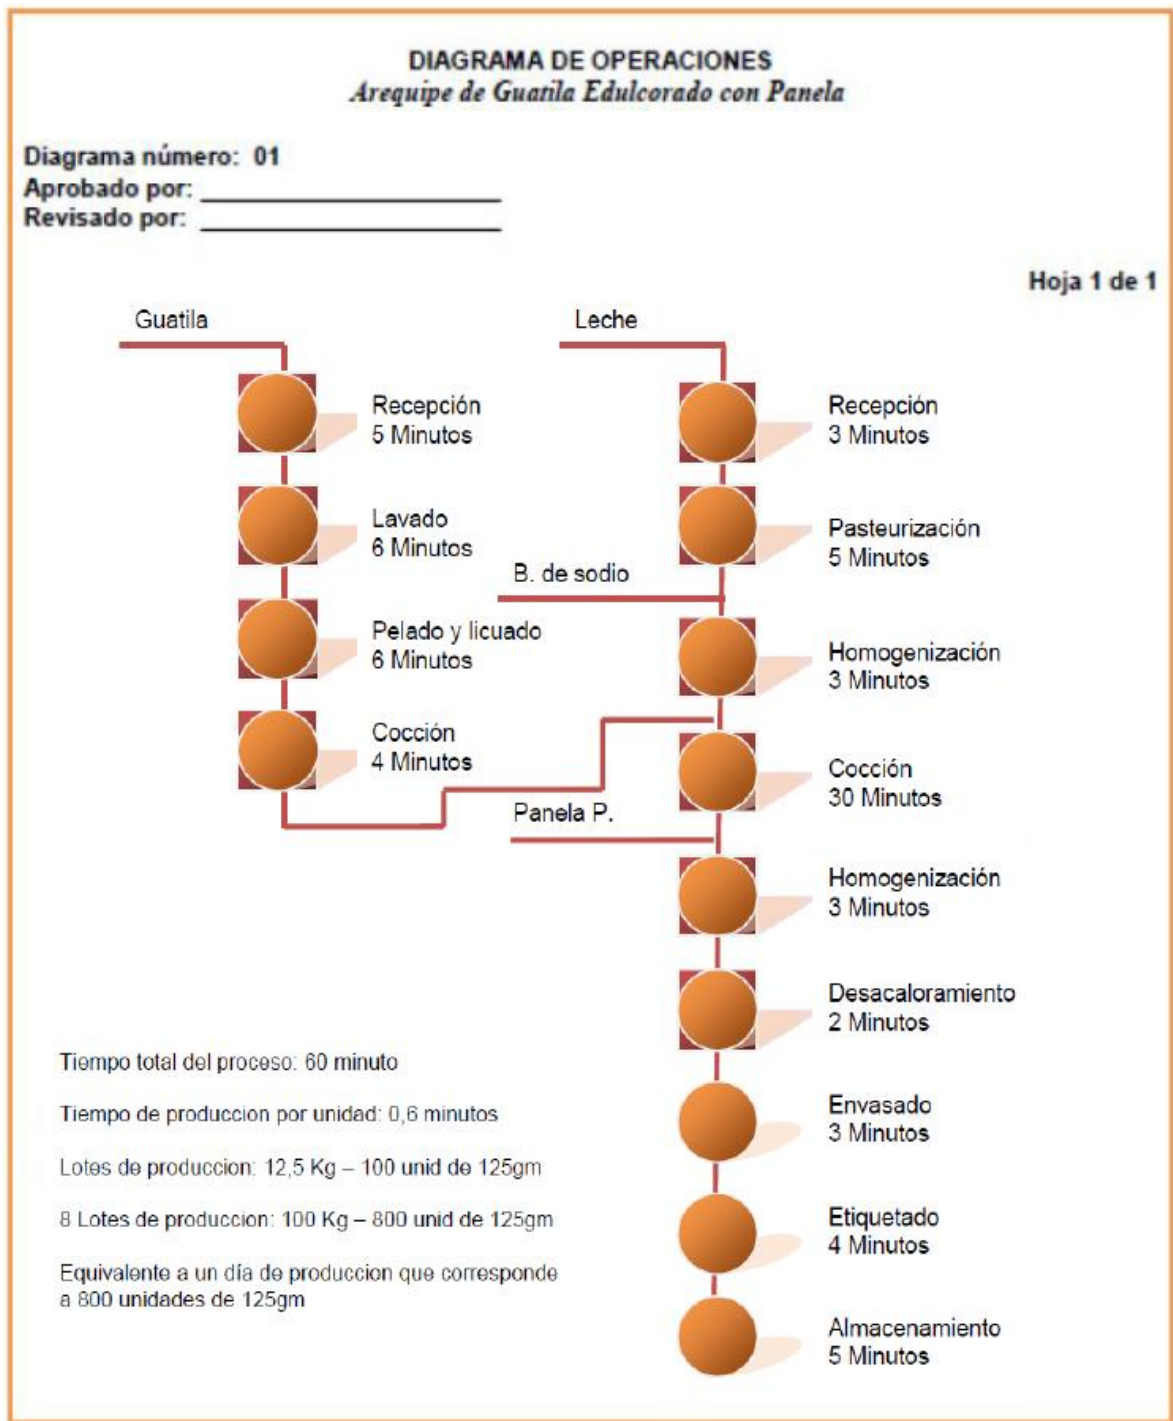 DIAGRAMA DE OPERACIONES
Arequipe de Guatila Edulcorado con Panela
Diagrama número: 01
Aprobado por: ____________________
Revisado por: ____________________
Hoja 1 de 1
Guatila
Recepción
5 Minutos
Lavado
6 Minutos
Pelado y licuado
6 Minutos
Cocción
4 Minutos
Leche
Recepción
3 Minutos
Pasteurización
5 Minutos
B. de sodio
Homogenización
3 Minutos
Cocción
30 Minutos
Panela P.
Homogenización
3 Minutos
Desacaloramiento
2 Minutos
Envasado
3 Minutos
Etiquetado
4 Minutos
Almacenamiento
5 Minutos
Tiempo total del proceso: 60 minuto
Tiempo de produccion por unidad: 0,6 minutos
Lotes de produccion: 12,5 Kg – 100 unid de 125gm
8 Lotes de produccion: 100 Kg – 800 unid de 125gm
Equivalente a un día de produccion que corresponde
a 800 unidades de 125gm